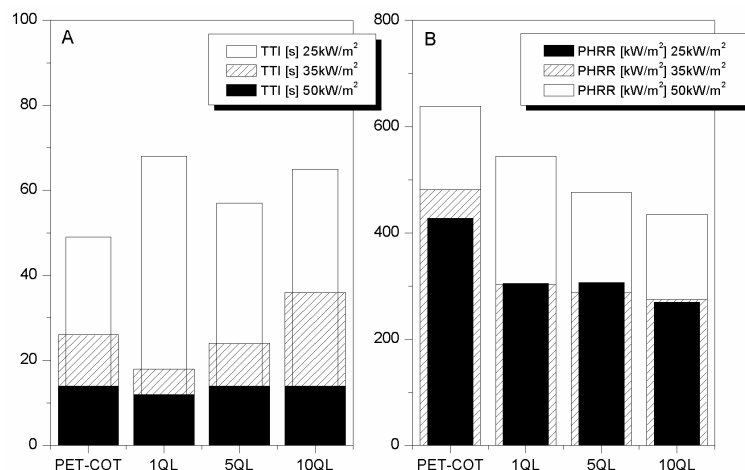 A
TTI [s] 25kW/m²
TTI [s] 35kW/m²
TTI [s] 50kW/m²
100
80
60
40
20
0
PET-COT 1QL 5QL 10QL
B
PHRR [kW/m²] 25kW/m²
PHRR [kW/m²] 35kW/m²
PHRR [kW/m²] 50kW/m²
800
600
400
200
0
PET-COT 1QL 5QL 10QL